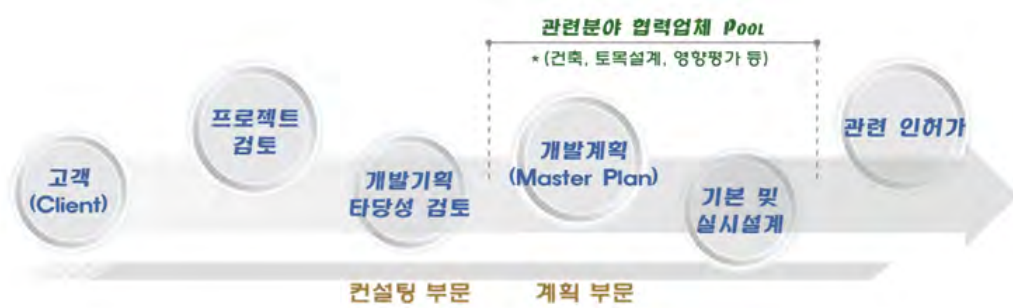 관련분야 협력업체 POOL
* (건축, 토목설계, 영향평가 등)
고객
(Client)
프로젝트
검토
개발기획
타당성 검토
개발계획
(Master Plan)
기본 및
실시설계
관련 인허가
컨설팅 부문
계획 부문